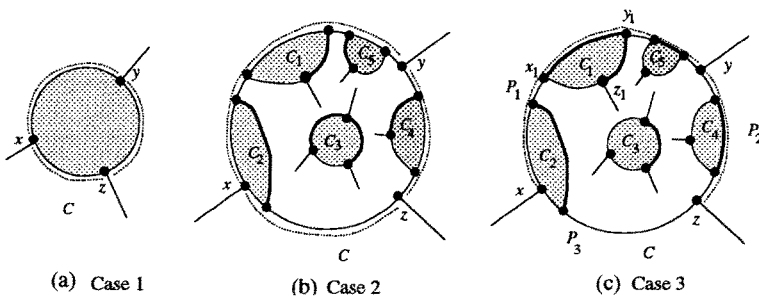 y
x
z
C
(a) Case 1
C₁
C₅
y
C₃
C₄
C₂
x
z
C
(b) Case 2
y₁
x₁
C₁
C₅
z₁
y
P₁
C₃
C₄
P₂
C₂
x
z
P₃
C
(c) Case 3